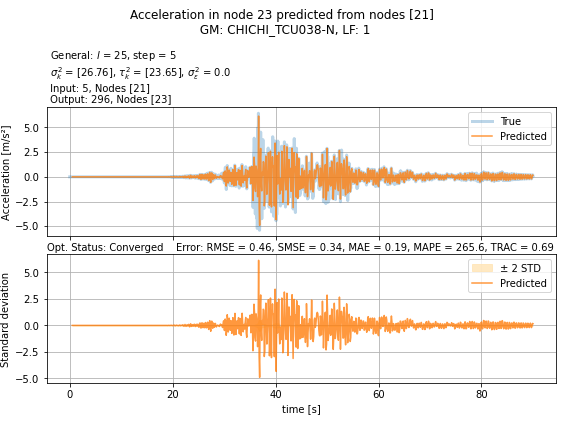 Acceleration in node 23 predicted from nodes [21]
GM: CHICHI_TCU038-N, LF: 1
General: l = 25, step = 5
σ²ₖ = [26.76], τ²ₖ = [23.65], σ²ε = 0.0
Input: 5, Nodes [21]
Output: 296, Nodes [23]
Acceleration [m/s²]
5.0
2.5
0.0
−2.5
−5.0
True
Predicted
Opt. Status: Converged Error: RMSE = 0.46, SMSE = 0.34, MAE = 0.19, MAPE = 265.6, TRAC = 0.69
Standard deviation
5.0
2.5
0.0
−2.5
−5.0
± 2 STD
Predicted
0 20 40 60 80
time [s]